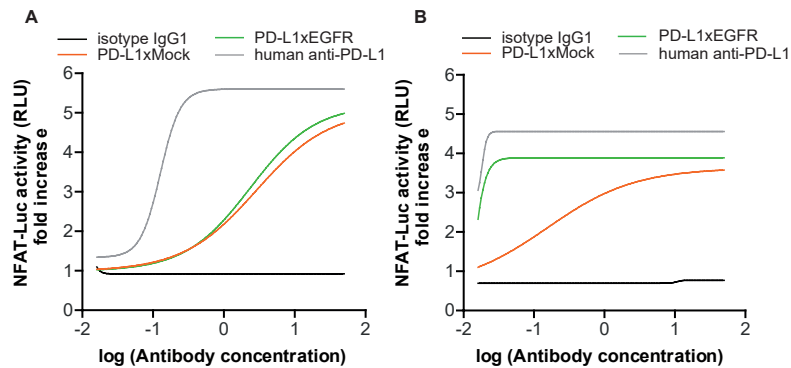 A
isotype IgG1
PD-L1xEGFR
PD-L1xMock
human anti-PD-L1
NFAT-Luc activity (RLU)
fold increase
6
5
4
3
2
1
0
-2
-1
0
1
2
log (Antibody concentration)
B
isotype IgG1
PD-L1xEGFR
PD-L1xMock
human anti-PD-L1
NFAT-Luc activity (RLU)
fold increase
6
5
4
3
2
1
0
-2
-1
0
1
2
log (Antibody concentration)